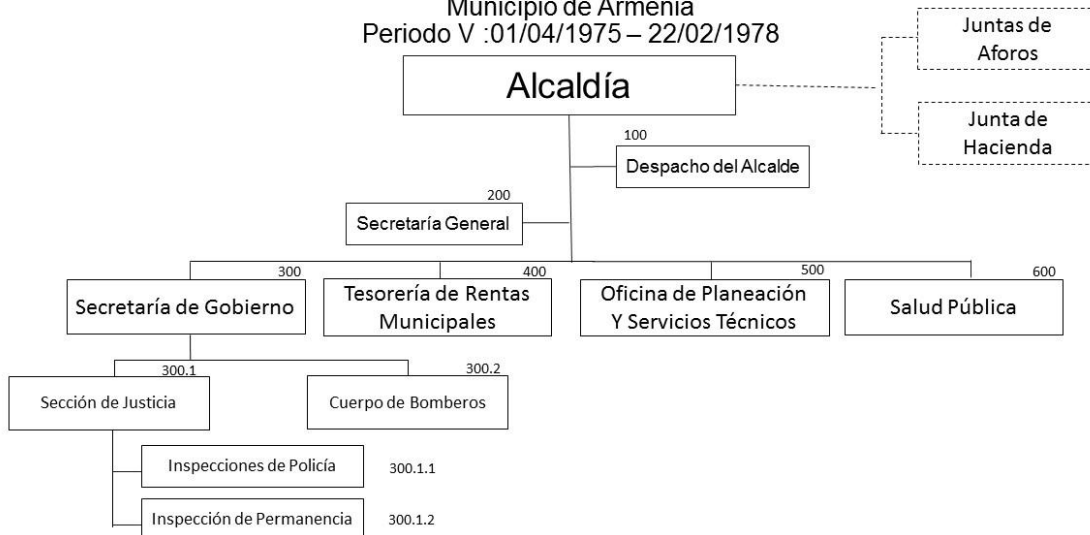 Municipio de Armenia
Periodo V :01/04/1975 – 22/02/1978
Alcaldía
Juntas de
Aforos
Junta de
Hacienda
100
Despacho del Alcalde
200
Secretaría General
300
Secretaría de Gobierno
400
Tesorería de Rentas
Municipales
500
Oficina de Planeación
Y Servicios Técnicos
600
Salud Pública
300.1
Sección de Justicia
300.2
Cuerpo de Bomberos
Inspecciones de Policía
300.1.1
Inspección de Permanencia
300.1.2